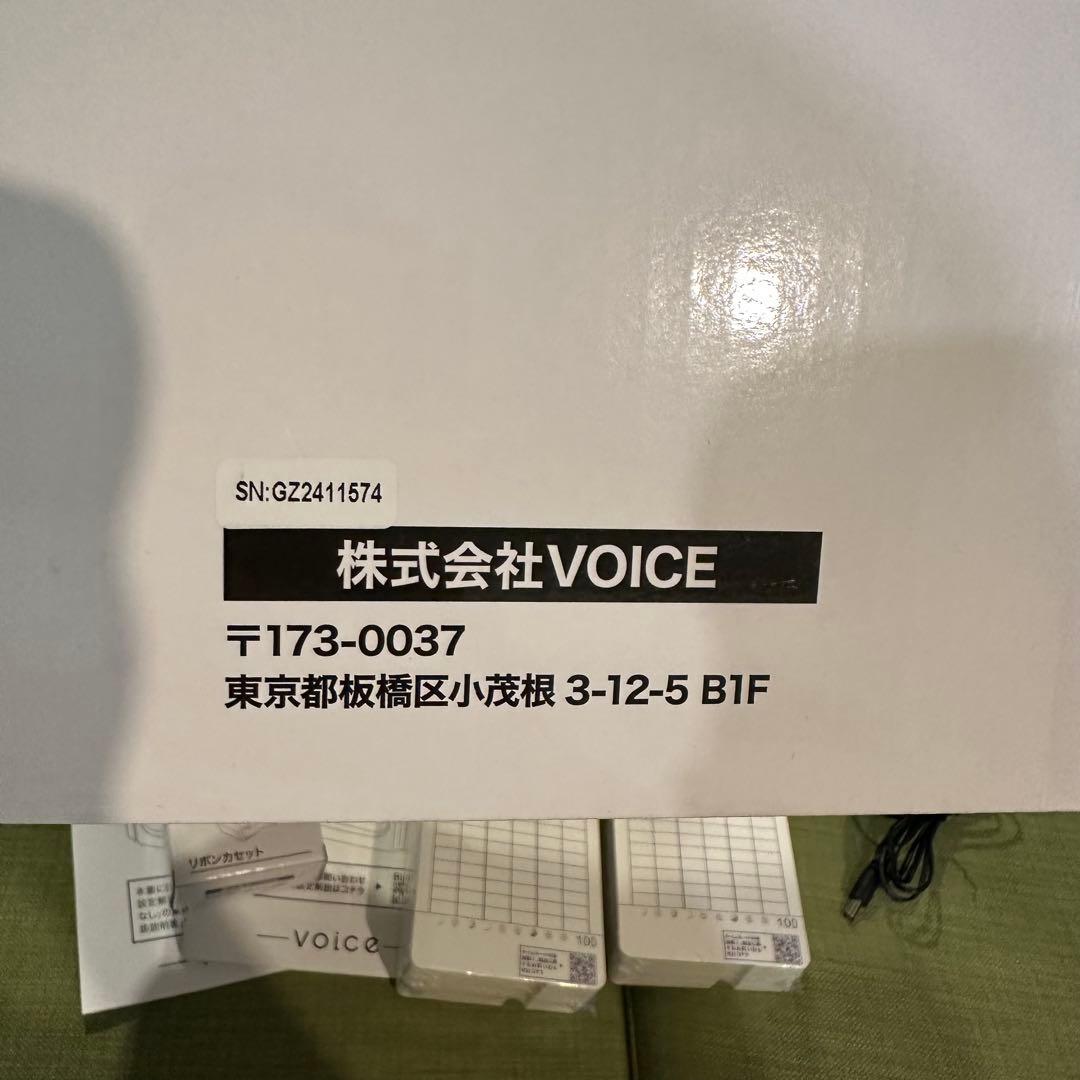 SN:GZ2411574
株式会社VOICE
〒173-0037
東京都板橋区小茂根 3-12-5 B1F
リボンカセット
voice
100
100